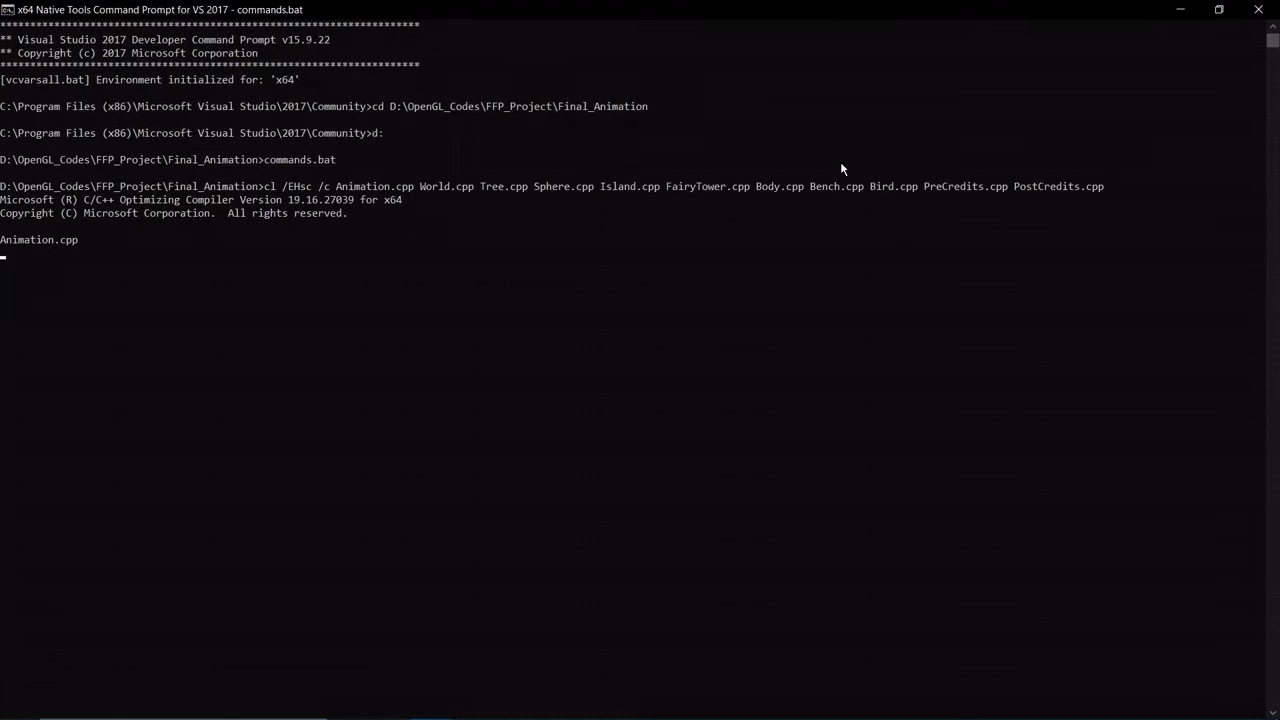 x64 Native Tools Command Prompt for VS 2017 - commands.bat
**********************************************************************
** Visual Studio 2017 Developer Command Prompt v15.9.22
** Copyright (c) 2017 Microsoft Corporation
**********************************************************************
[vcvarsall.bat] Environment initialized for: 'x64'
C:\Program Files (x86)\Microsoft Visual Studio\2017\Community>cd D:\OpenGL_Codes\FFP_Project\Final_Animation
C:\Program Files (x86)\Microsoft Visual Studio\2017\Community>d:
D:\OpenGL_Codes\FFP_Project\Final_Animation>commands.bat
D:\OpenGL_Codes\FFP_Project\Final_Animation>cl /EHsc /c Animation.cpp World.cpp Tree.cpp Sphere.cpp Island.cpp FairyTower.cpp Body.cpp Bench.cpp Bird.cpp PreCredits.cpp PostCredits.cpp
Microsoft (R) C/C++ Optimizing Compiler Version 19.16.27039 for x64
Copyright (C) Microsoft Corporation.  All rights reserved.
Animation.cpp